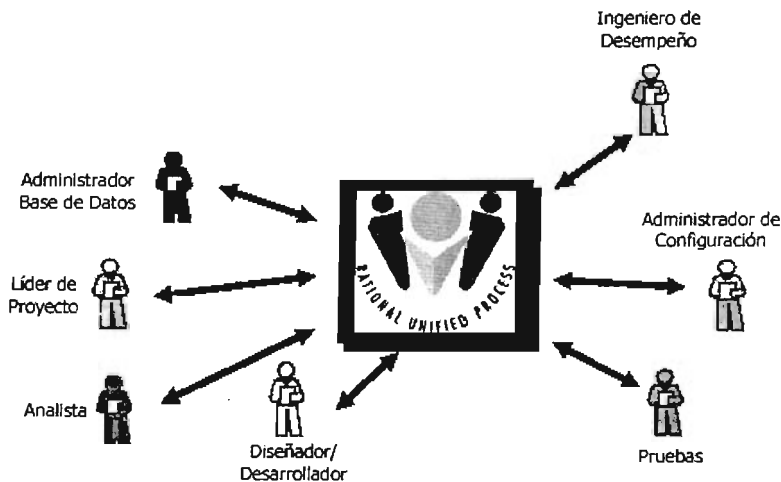 Ingeniero de
Desempeño
Administrador
Base de Datos
Administrador de
Configuración
Líder de
Proyecto
RATIONAL UNIFIED PROCESS
Analista
Diseñador/
Desarrollador
Pruebas